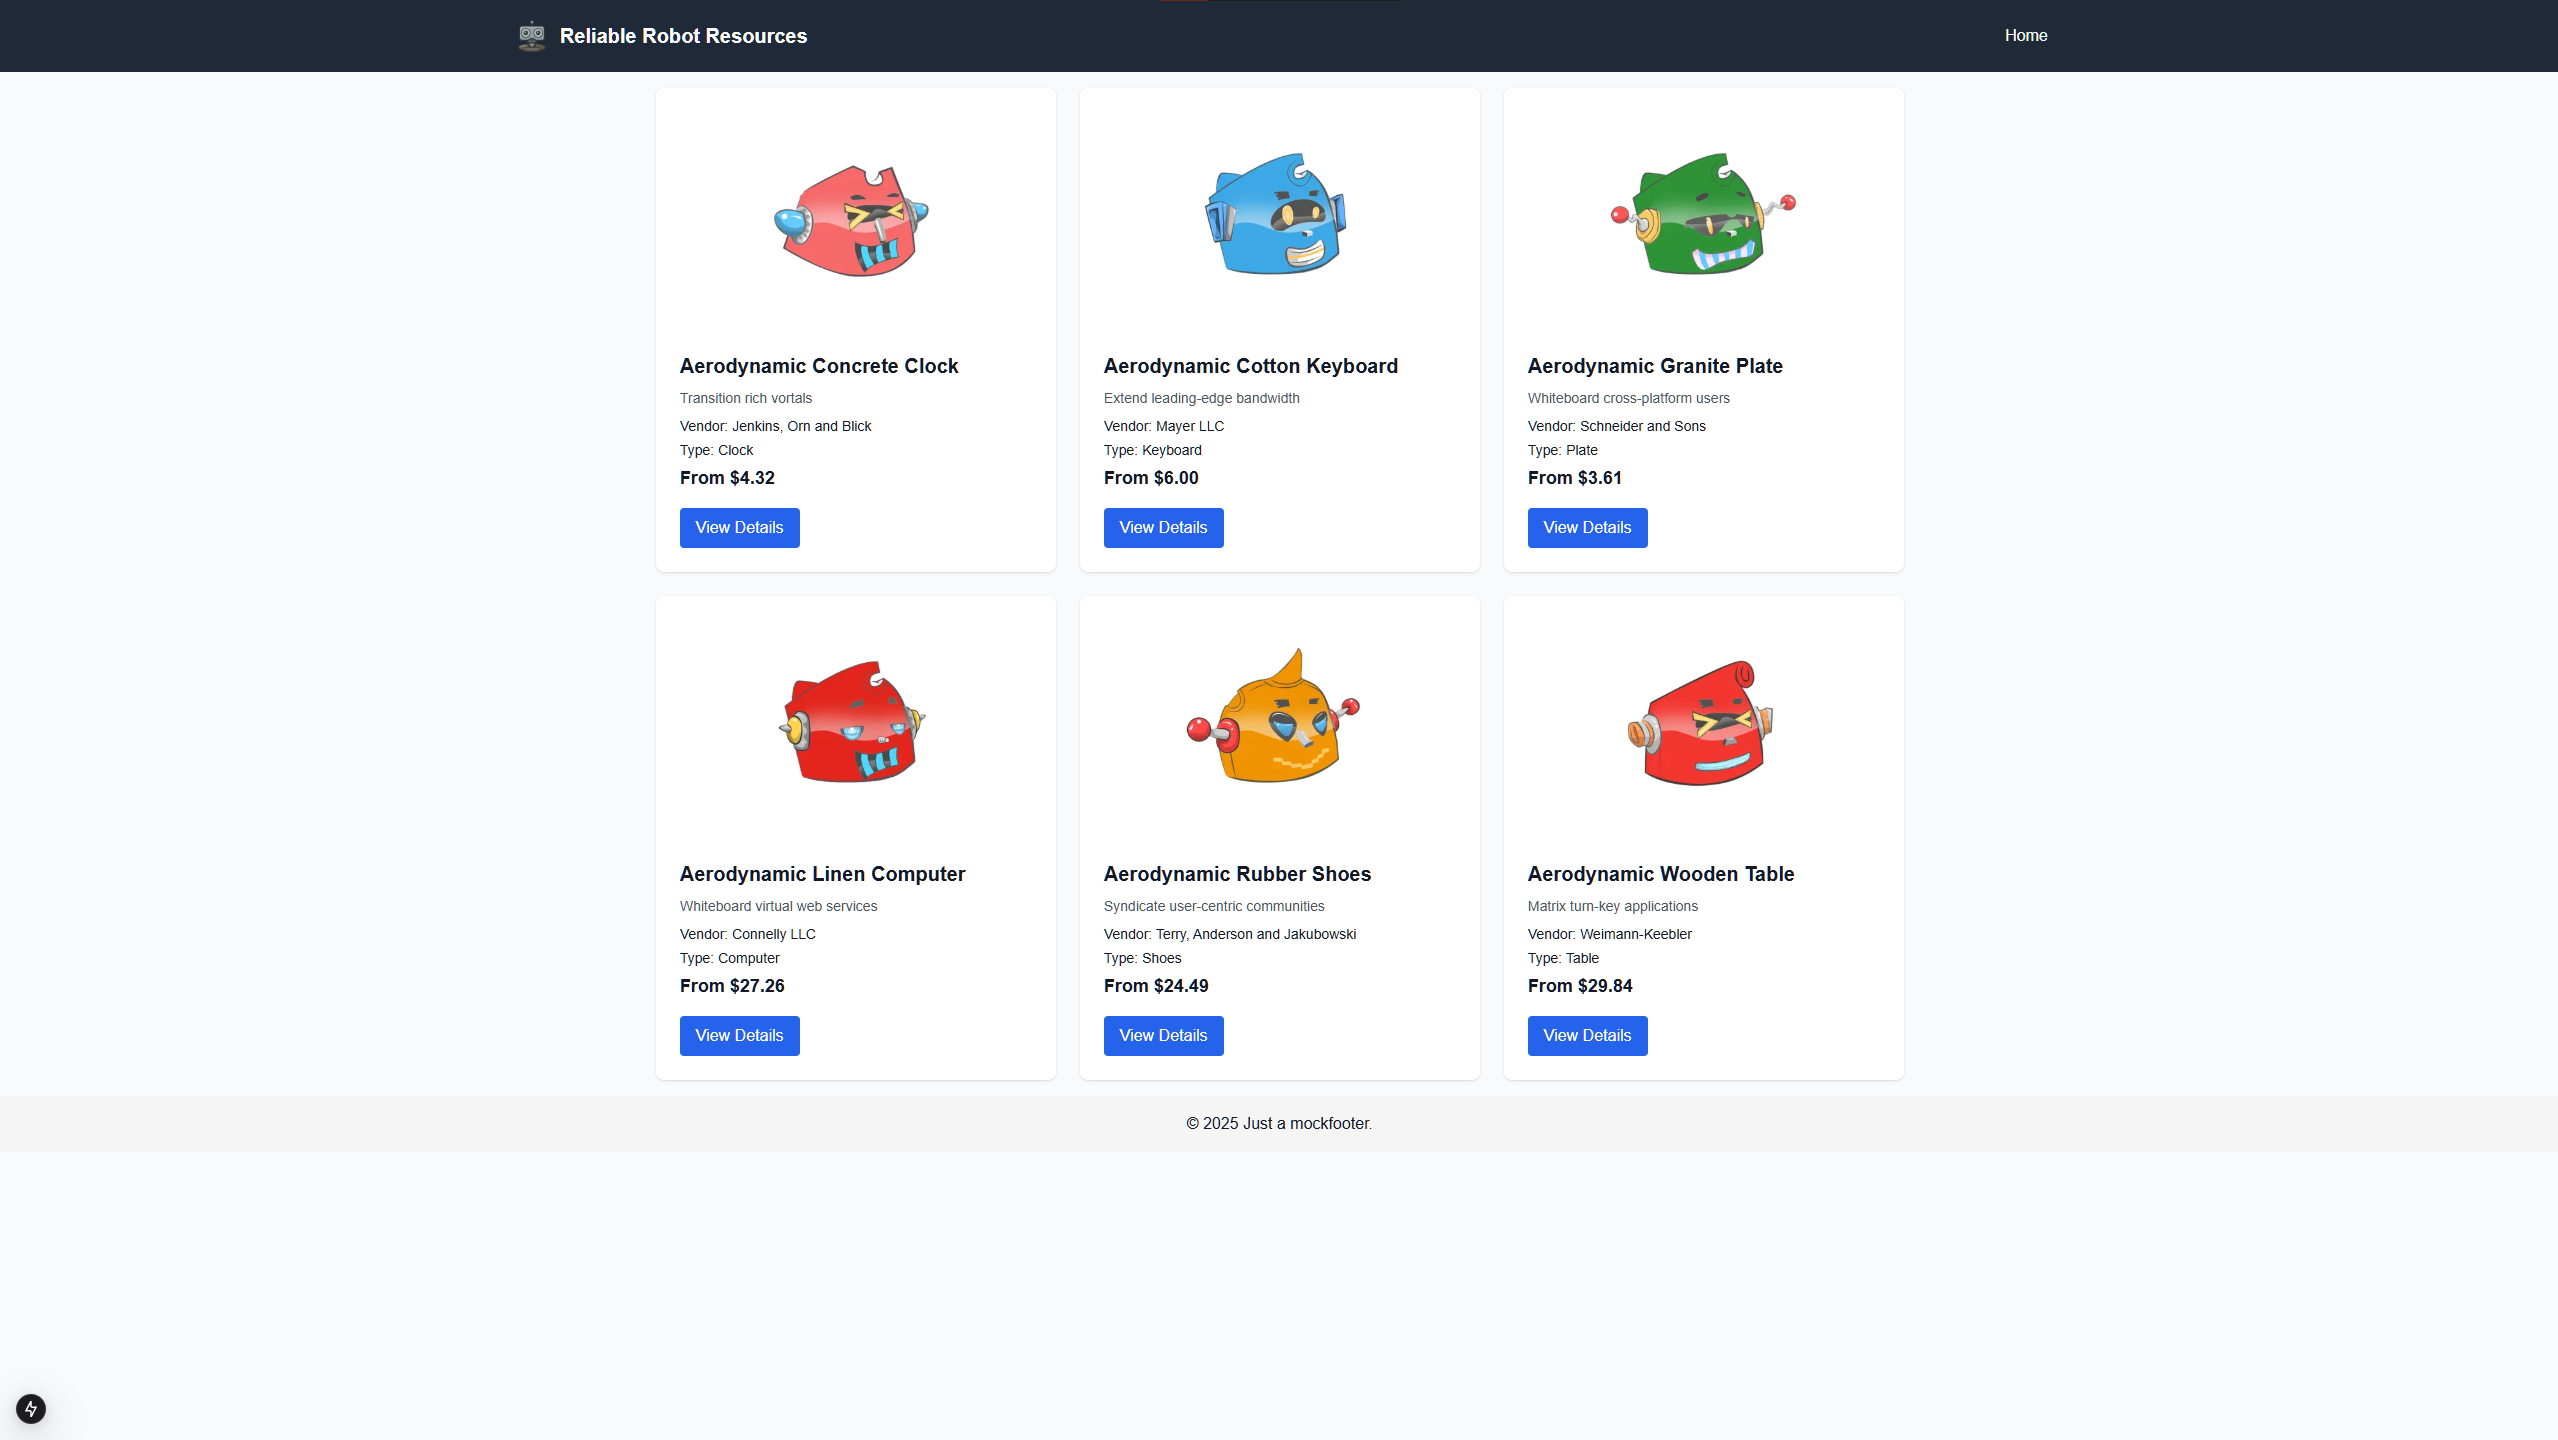 Reliable Robot Resources
Home
Aerodynamic Concrete Clock
Transition rich vortals
Vendor: Jenkins, Orn and Blick
Type: Clock
From $4.32
View Details
Aerodynamic Cotton Keyboard
Extend leading-edge bandwidth
Vendor: Mayer LLC
Type: Keyboard
From $6.00
View Details
Aerodynamic Granite Plate
Whiteboard cross-platform users
Vendor: Schneider and Sons
Type: Plate
From $3.61
View Details
Aerodynamic Linen Computer
Whiteboard virtual web services
Vendor: Connelly LLC
Type: Computer
From $27.26
View Details
Aerodynamic Rubber Shoes
Syndicate user-centric communities
Vendor: Terry, Anderson and Jakubowski
Type: Shoes
From $24.49
View Details
Aerodynamic Wooden Table
Matrix turn-key applications
Vendor: Weimann-Keebler
Type: Table
From $29.84
View Details
© 2025 Just a mockfooter.